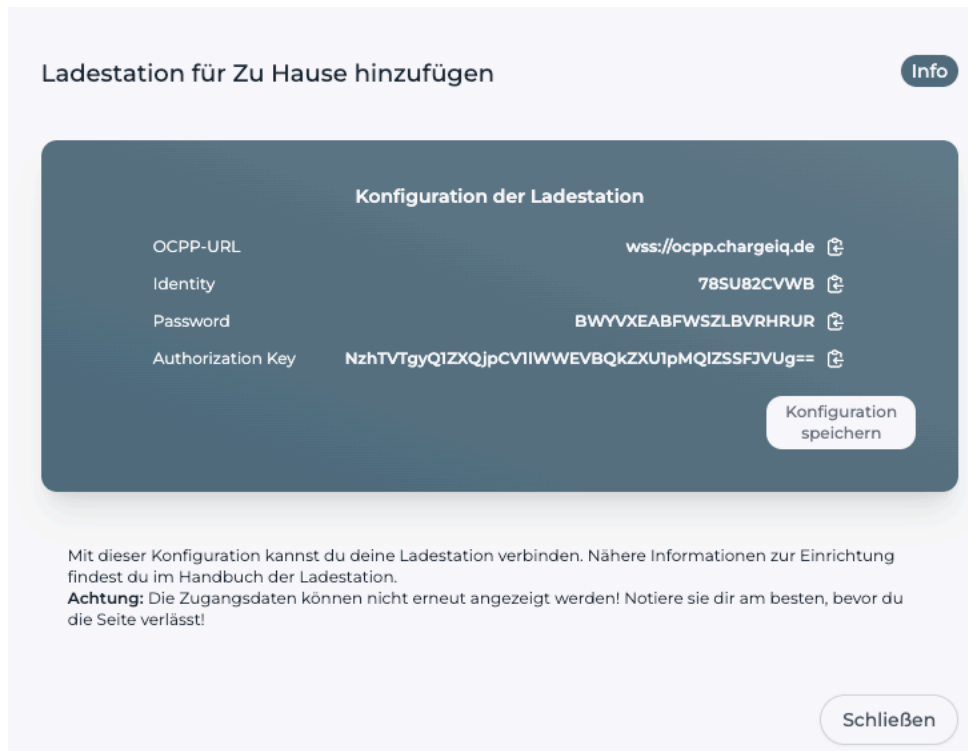 Ladestation für Zu Hause hinzufügen
Info
Konfiguration der Ladestation
OCPP-URL wss://ocpp.chargeiq.de
Identity 78SU82CVWB
Password BWYVXEABFWSZLBVRHRUR
Authorization Key NzhTVTgyQ1ZXQjpCV1lWWEVBQkZXU1pMQlZSSFJVUg==
Konfiguration
speichern
Mit dieser Konfiguration kannst du deine Ladestation verbinden. Nähere Informationen zur Einrichtung
findest du im Handbuch der Ladestation.
Achtung: Die Zugangsdaten können nicht erneut angezeigt werden! Notiere sie dir am besten, bevor du
die Seite verlässt!
Schließen